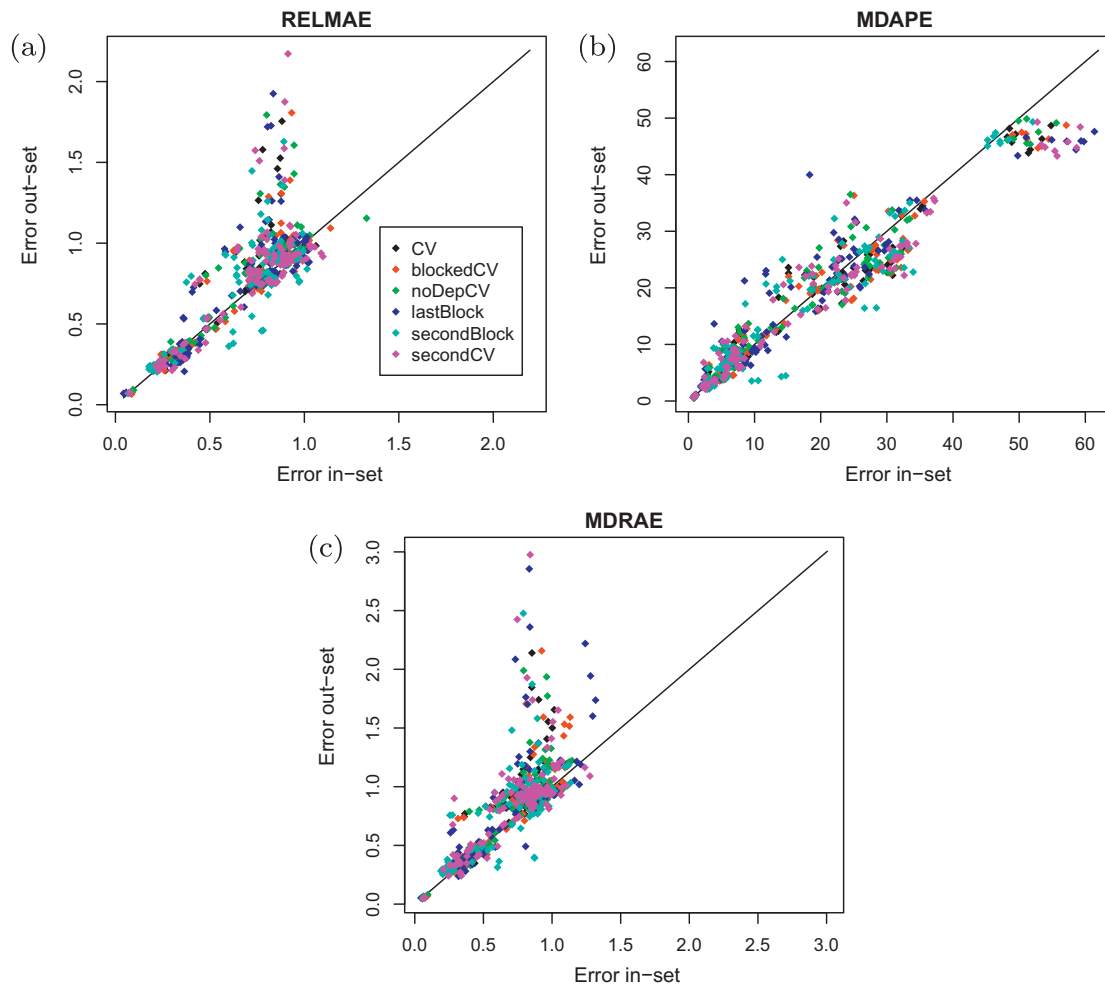 RELMAE
(a)
Error out−set
2.0
1.5
1.0
0.5
0.0
0.0 0.5 1.0 1.5 2.0
Error in−set
CV
blockedCV
noDepCV
lastBlock
secondBlock
secondCV
MDAPE
(b)
Error out−set
60
50
40
30
20
10
0
0 10 20 30 40 50 60
Error in−set
MDRAE
(c)
Error out−set
3.0
2.5
2.0
1.5
1.0
0.5
0.0
0.0 0.5 1.0 1.5 2.0 2.5 3.0
Error in−set